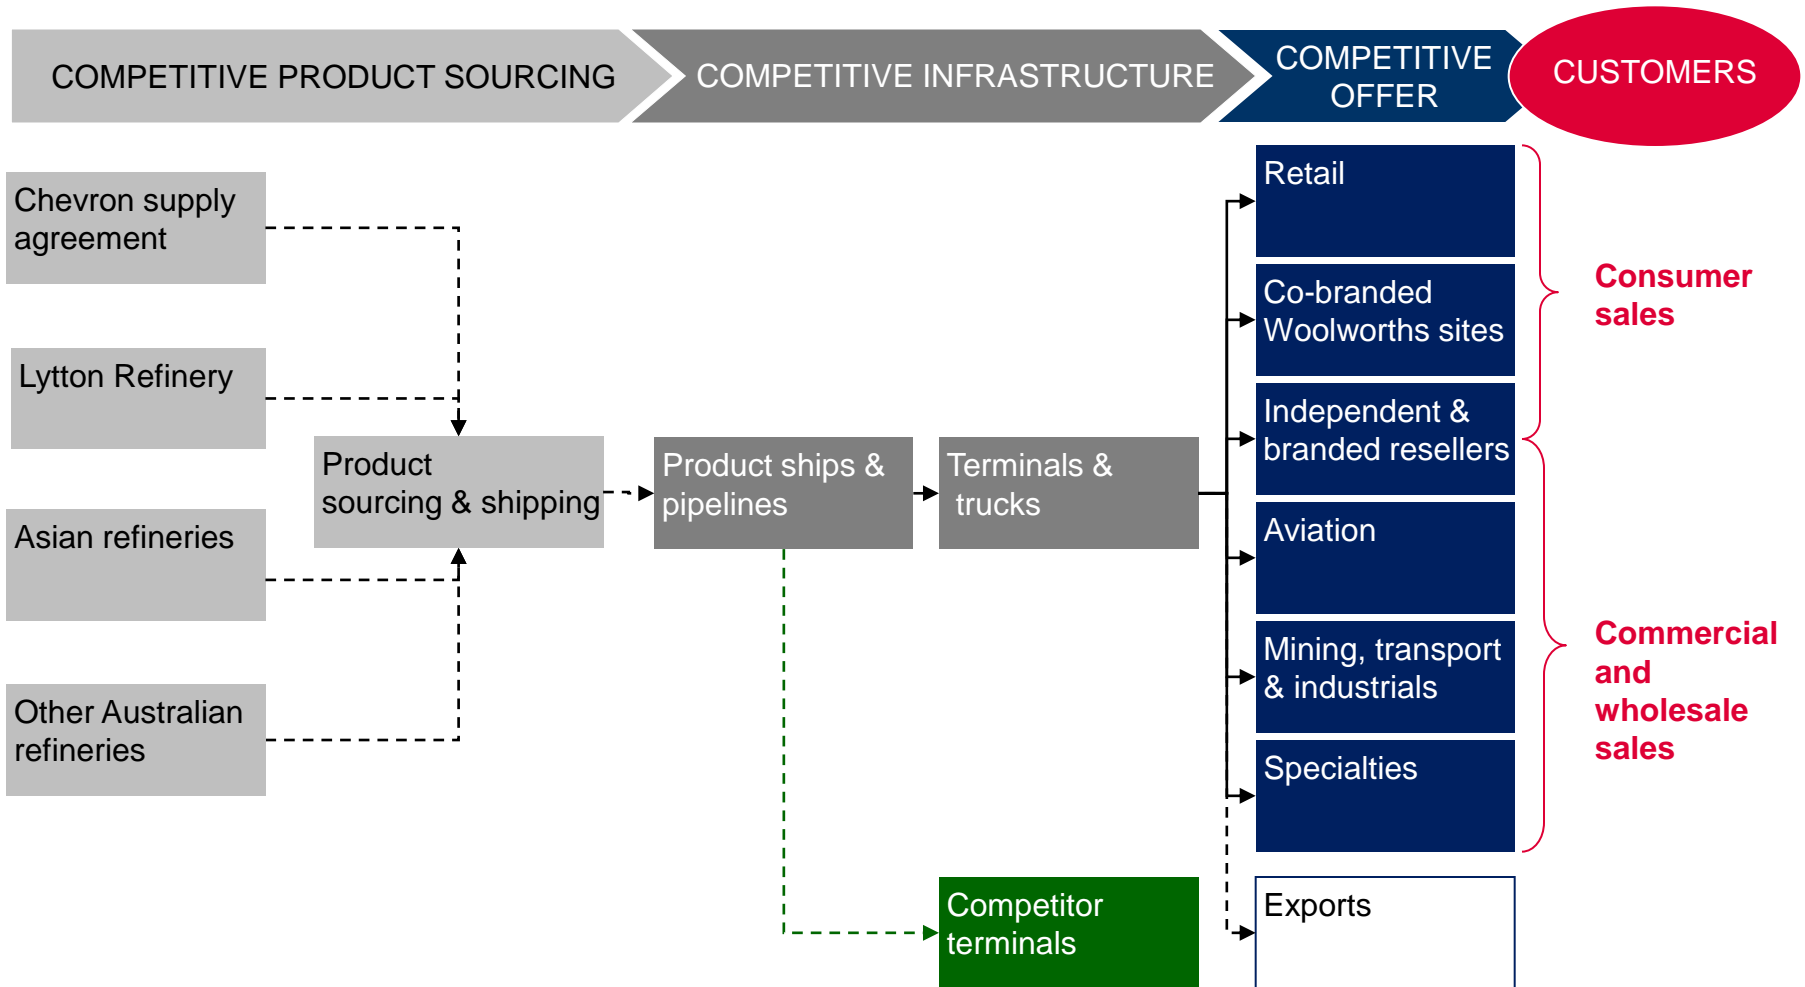 COMPETITIVE PRODUCT SOURCING
COMPETITIVE INFRASTRUCTURE
COMPETITIVE
OFFER
CUSTOMERS
Chevron supply
agreement
Lytton Refinery
Asian refineries
Other Australian
refineries
Product
sourcing & shipping
Product ships &
pipelines
Terminals &
trucks
Competitor
terminals
Retail
Co-branded
Woolworths sites
Independent &
branded resellers
Aviation
Mining, transport
& industrials
Specialties
Exports
Consumer
sales
Commercial
and
wholesale
sales